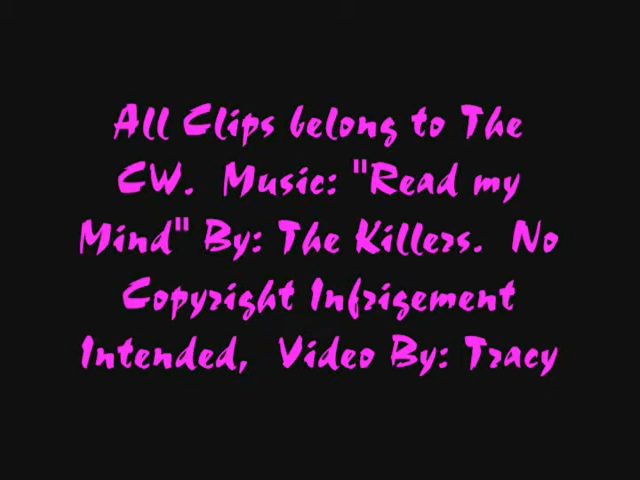 All Clips belong to The
CW. Music: "Read my
Mind" By: The Killers. No
Copyright Infrigement
Intended, Video By: Tracy